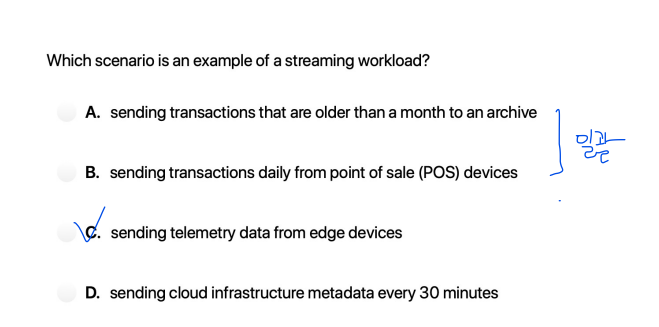 Which scenario is an example of a streaming workload?
A. sending transactions that are older than a month to an archive
B. sending transactions daily from point of sale (POS) devices
C. sending telemetry data from edge devices
D. sending cloud infrastructure metadata every 30 minutes